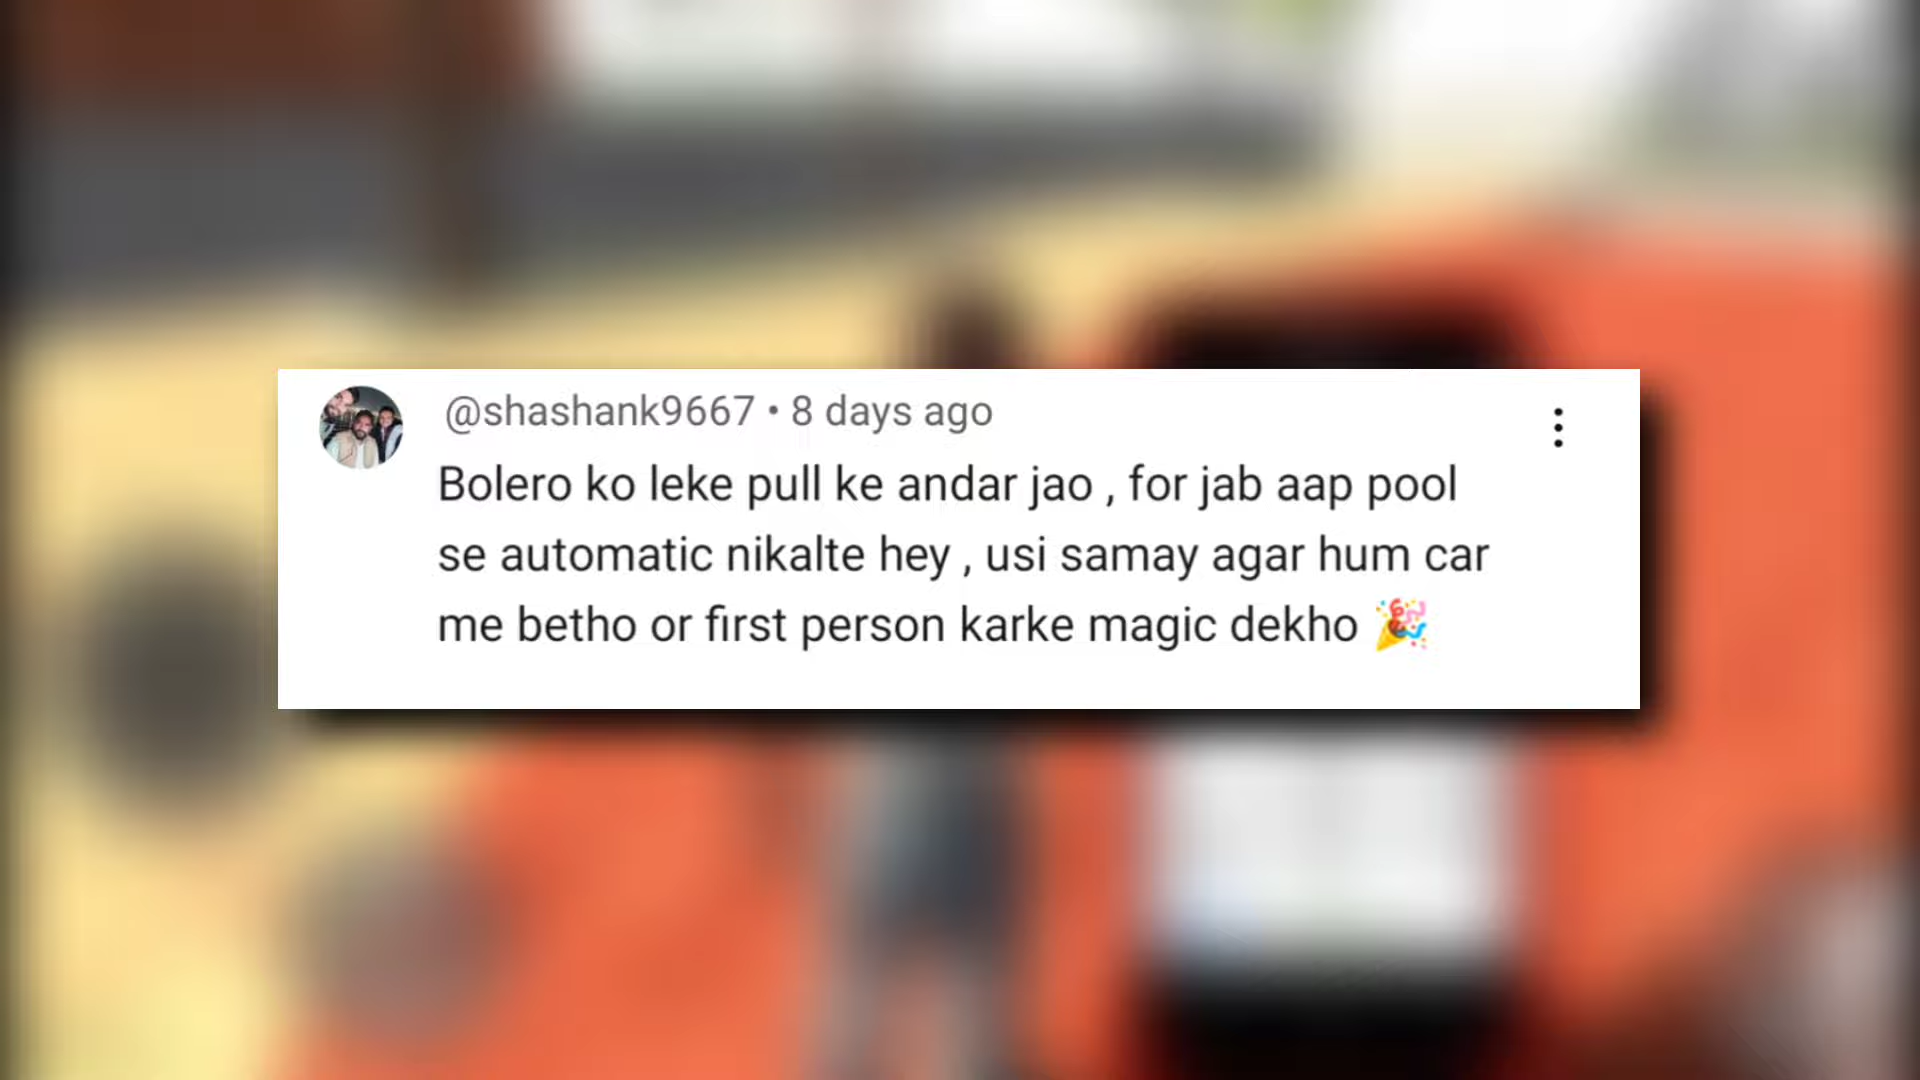 @shashank9667 • 8 days ago
Bolero ko leke pull ke andar jao , for jab aap pool
se automatic nikalte hey , usi samay agar hum car
me betho or first person karke magic dekho 🎉